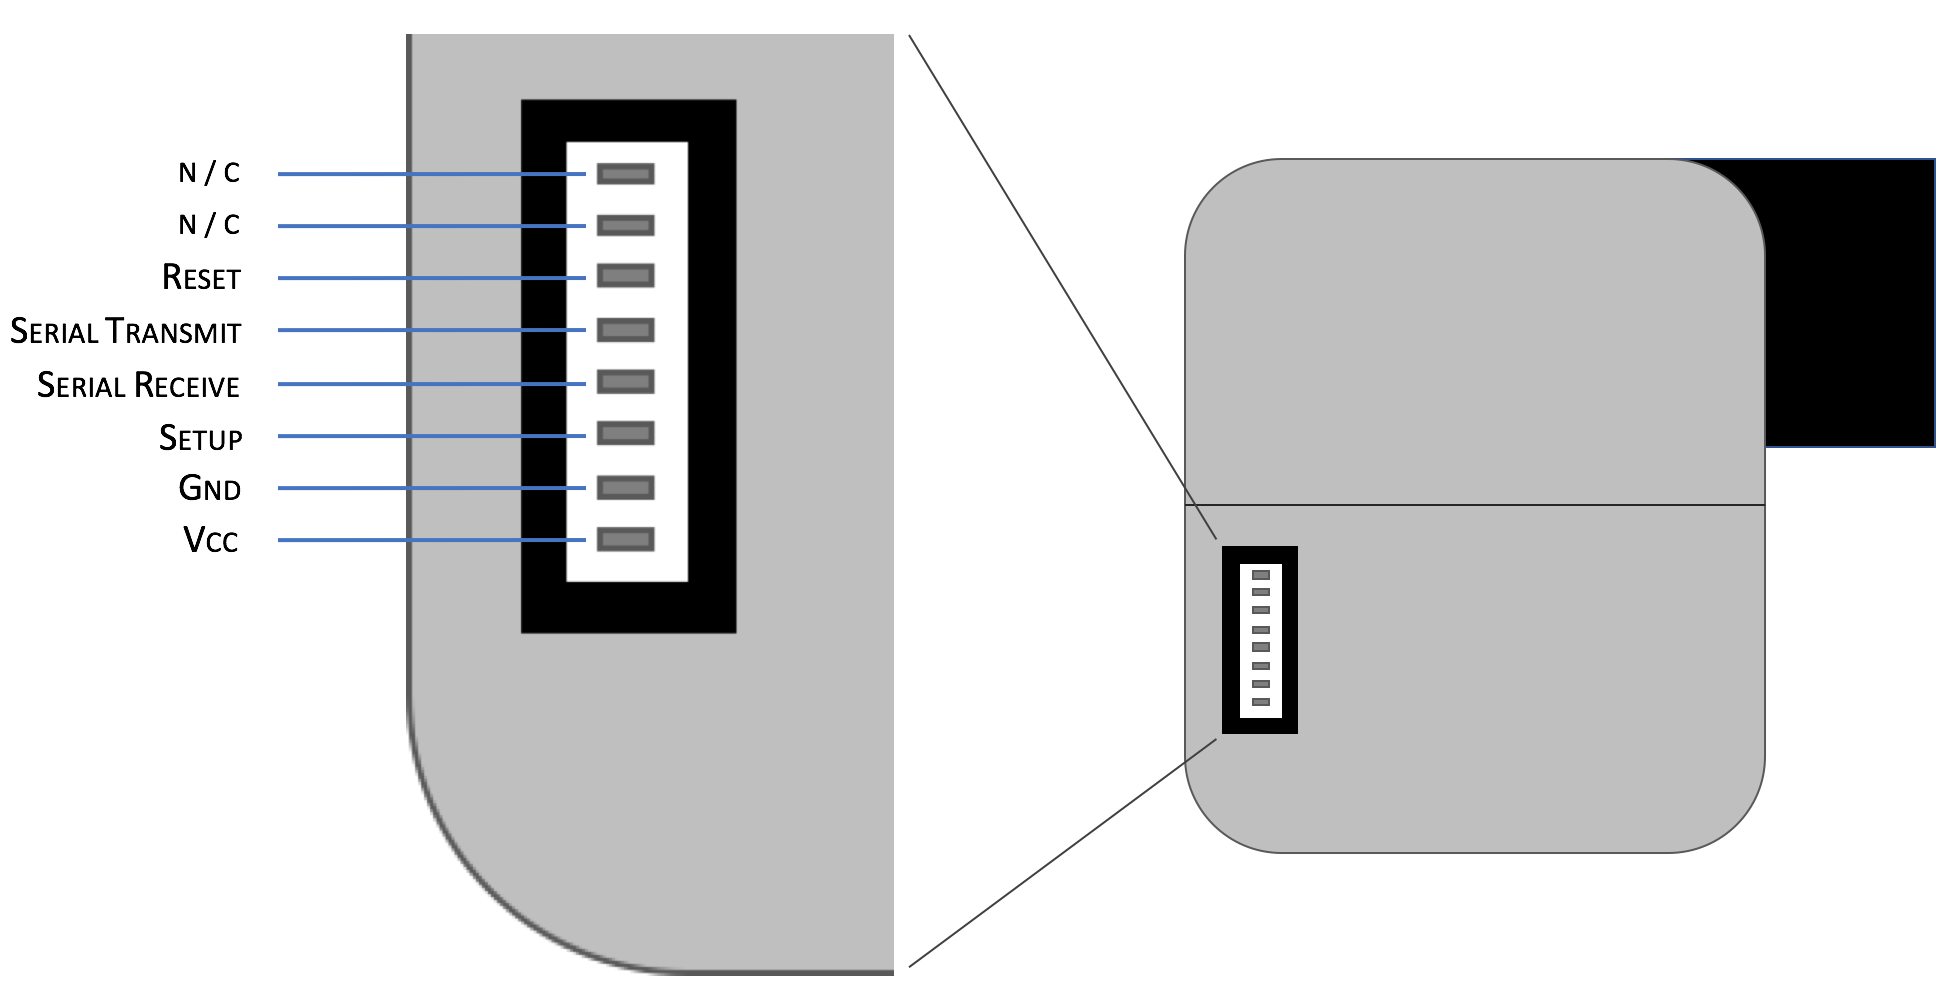 N / C
N / C
RESET
SERIAL TRANSMIT
SERIAL RECEIVE
SETUP
GND
VCC